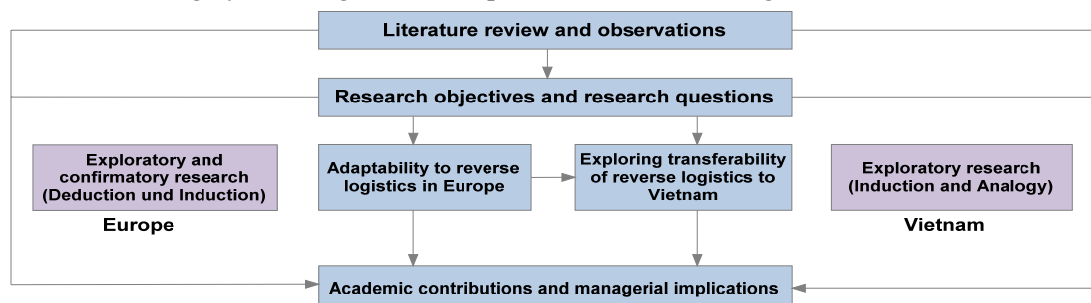 Literature review and observations
Research objectives and research questions
Exploratory and
confirmatory research
(Deduction und Induction)
Europe
Adaptability to reverse
logistics in Europe
Exploring transferability
of reverse logistics to
Vietnam
Exploratory research
(Induction and Analogy)
Vietnam
Academic contributions and managerial implications